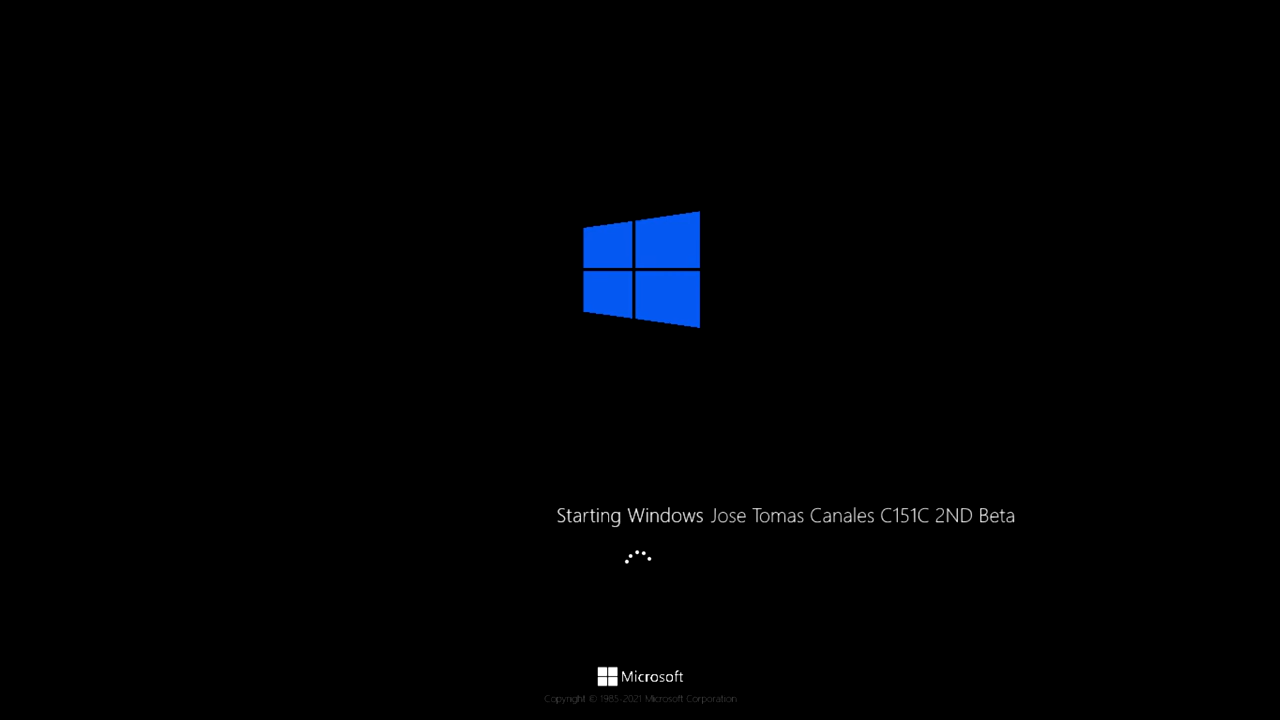 Starting Windows Jose Tomas Canales C151C 2ND Beta
Microsoft
Copyright © 1985-2021 Microsoft Corporation